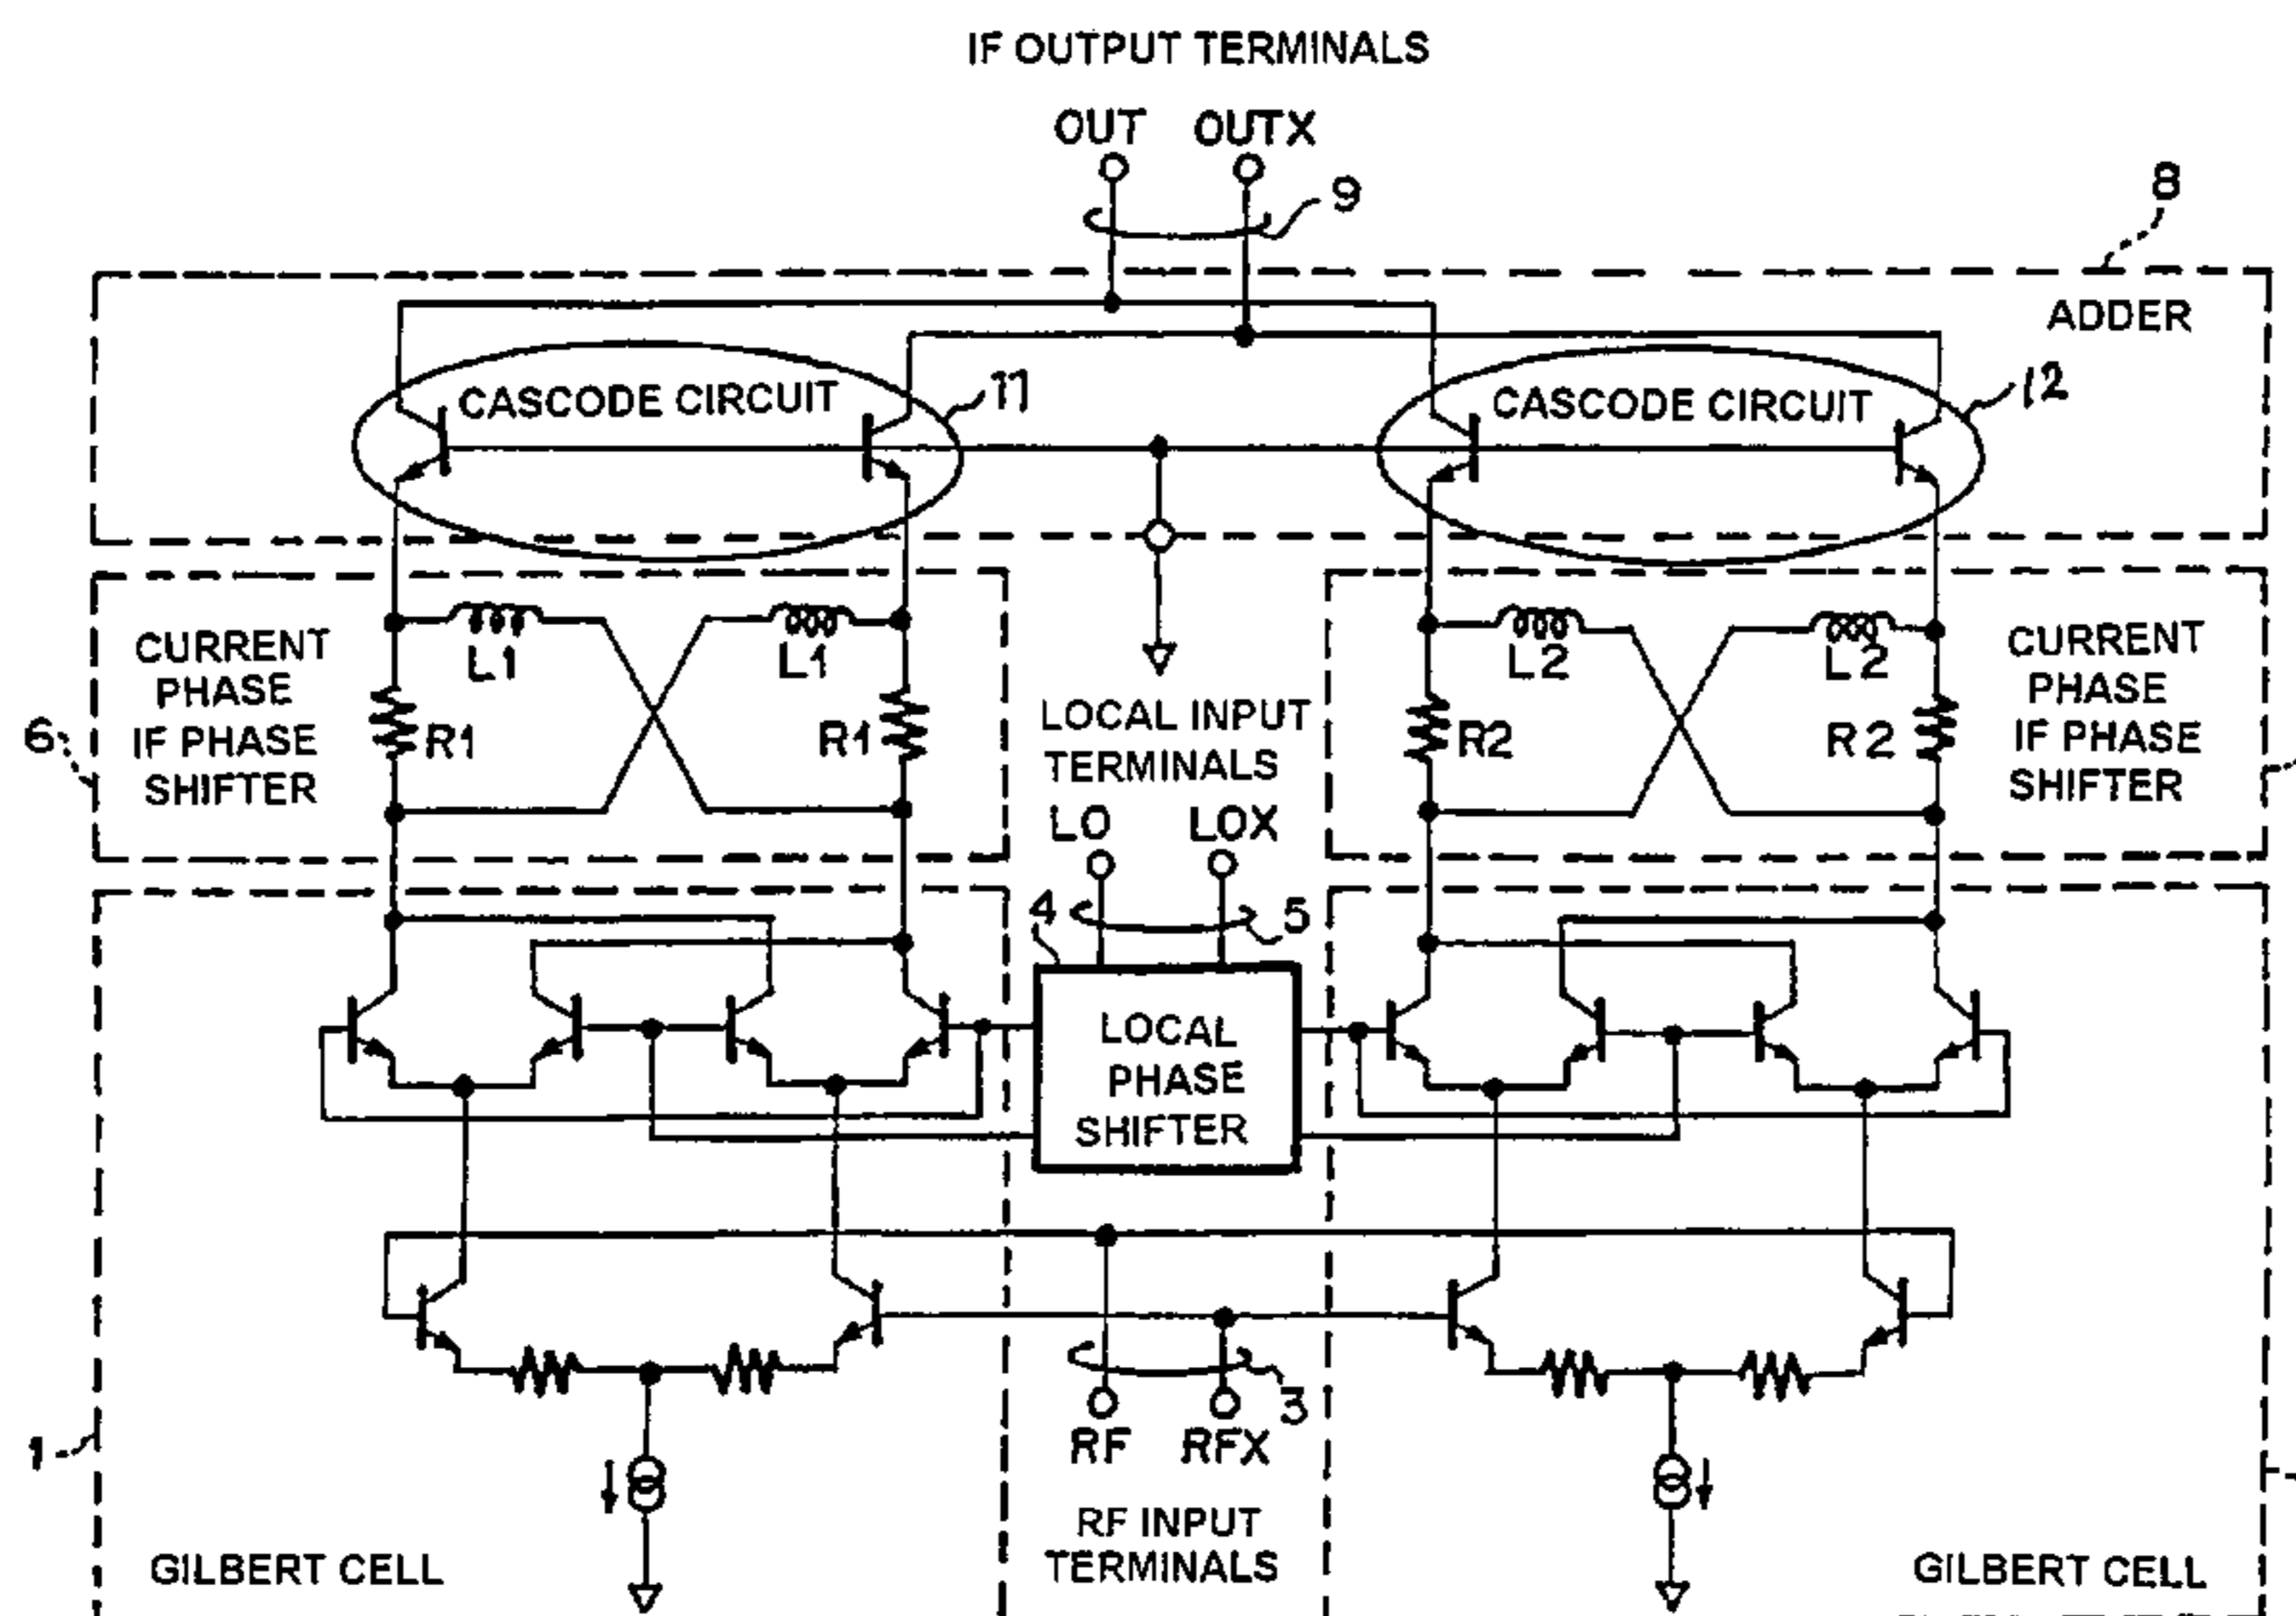 IF OUTPUT TERMINALS
OUT OUTX
9
8
ADDER
CASCODE CIRCUIT
11
CASCODE CIRCUIT
12
CURRENT
PHASE
IF PHASE
SHIFTER
6
L1
L1
R1
R1
LOCAL INPUT
TERMINALS
LO LOX
L2
L2
R2
R2
CURRENT
PHASE
IF PHASE
SHIFTER
4
5
LOCAL
PHASE
SHIFTER
1
3
RF RFX
RF INPUT
TERMINALS
GILBERT CELL
GILBERT CELL